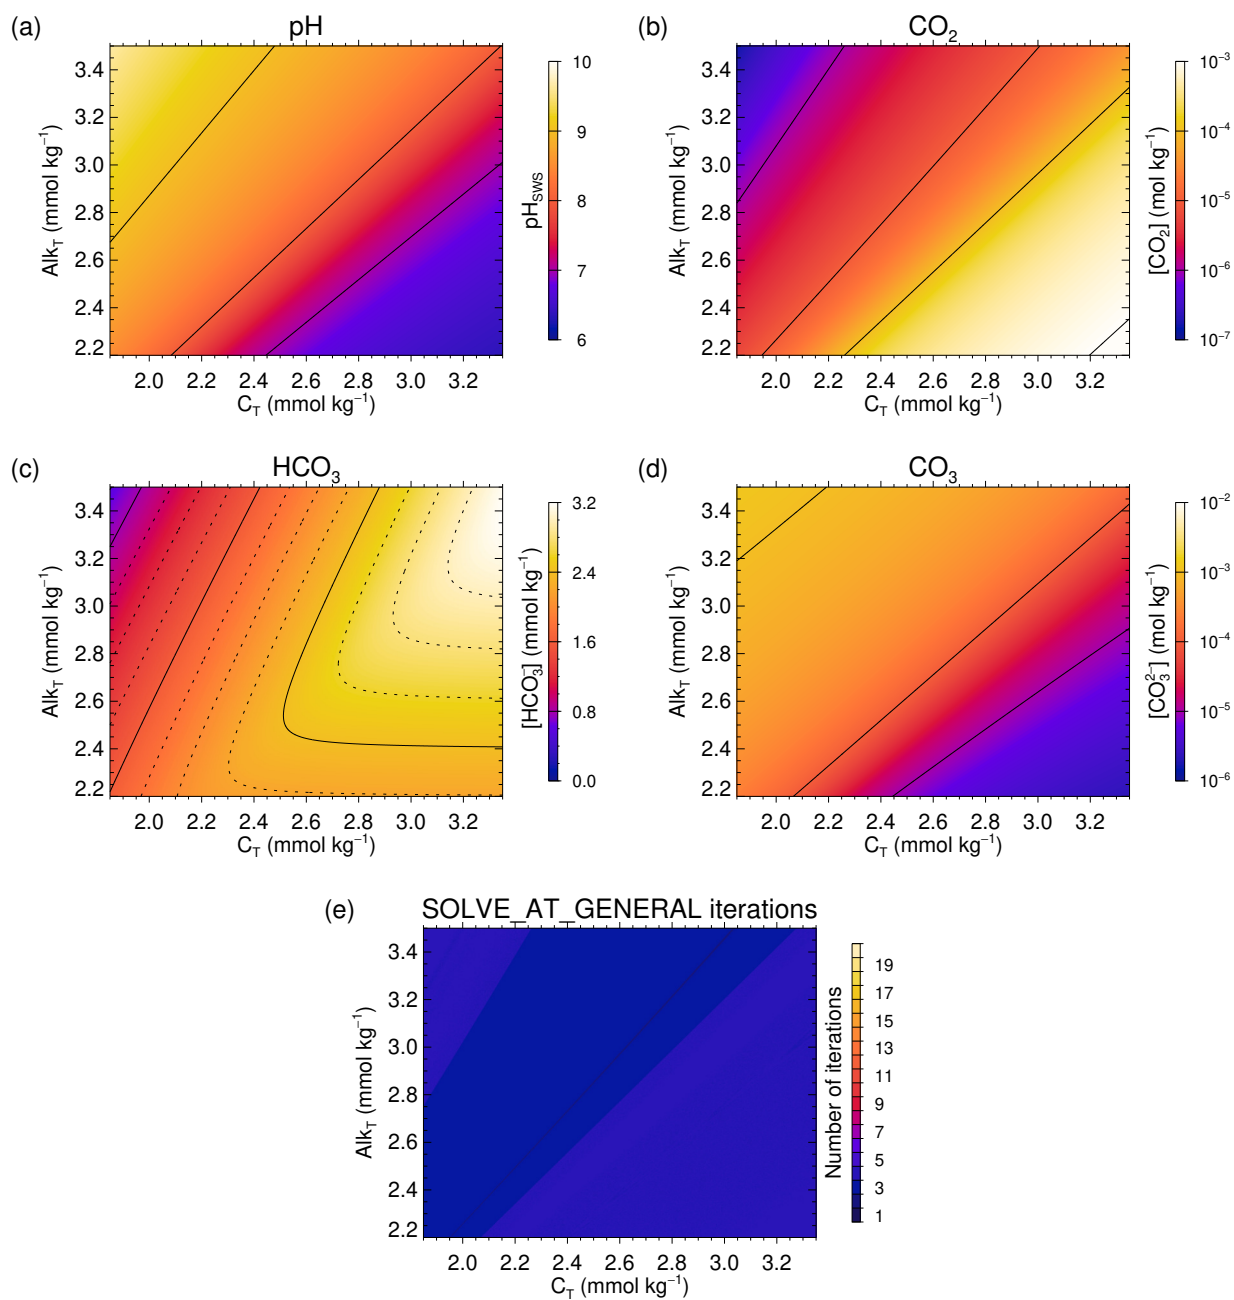 (a) pH
3.4
3.2
3.0
2.8
2.6
2.4
2.2
Alk_T (mmol kg⁻¹)
2.0 2.2 2.4 2.6 2.8 3.0 3.2
C_T (mmol kg⁻¹)
10
9
8
7
6
pH_SWS
(b) CO₂
3.4
3.2
3.0
2.8
2.6
2.4
2.2
Alk_T (mmol kg⁻¹)
2.0 2.2 2.4 2.6 2.8 3.0 3.2
C_T (mmol kg⁻¹)
10⁻³
10⁻⁴
10⁻⁵
10⁻⁶
10⁻⁷
[CO₂] (mol kg⁻¹)
(c) HCO₃
3.4
3.2
3.0
2.8
2.6
2.4
2.2
Alk_T (mmol kg⁻¹)
2.0 2.2 2.4 2.6 2.8 3.0 3.2
C_T (mmol kg⁻¹)
3.2
2.4
1.6
0.8
0.0
[HCO₃⁻] (mmol kg⁻¹)
(d) CO₃
3.4
3.2
3.0
2.8
2.6
2.4
2.2
Alk_T (mmol kg⁻¹)
2.0 2.2 2.4 2.6 2.8 3.0 3.2
C_T (mmol kg⁻¹)
10⁻²
10⁻³
10⁻⁴
10⁻⁵
10⁻⁶
[CO₃²⁻] (mol kg⁻¹)
(e) SOLVE_AT_GENERAL iterations
3.4
3.2
3.0
2.8
2.6
2.4
2.2
Alk_T (mmol kg⁻¹)
2.0 2.2 2.4 2.6 2.8 3.0 3.2
C_T (mmol kg⁻¹)
19
17
15
13
11
9
7
5
3
1
Number of iterations